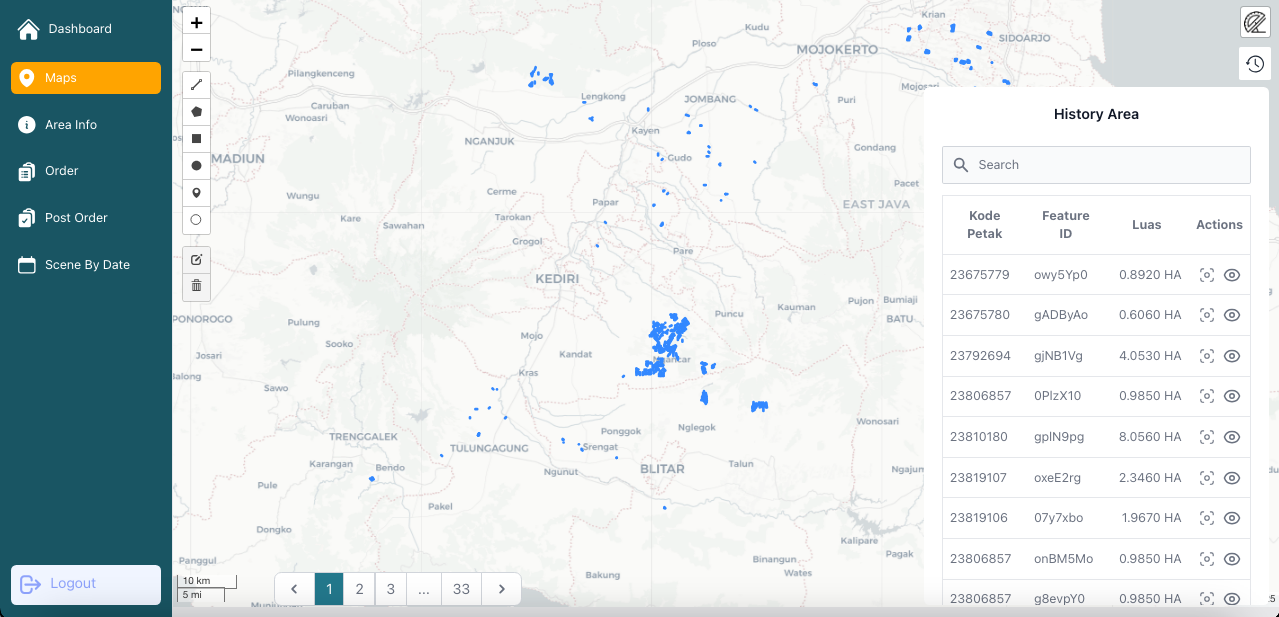 Dashboard
Maps
Area Info
Order
Post Order
Scene By Date
Logout
+
−
Krian
Kudu
SIDOARJO
Ploso
MOJOKERTO
Pilangkenceng
Mojosari
Lengkong
Puri
JOMBANG
Caruban
Wonoasri
Kayen
NGANJUK
Gondang
MADIUN
Gudo
Pacet
Wungu
Cerme
Papar
EAST JAVA
Kare
Tarokan
Sawahan
Grogol
Pare
KEDIRI
Pujon
Bumiaji
Kauman
Puncu
BATU
PONOROGO
Pulung
Mojo
Sooko
Kandat
Josari
Ngancar
Kras
Sawo
Wonosari
Nglegok
Ponggok
TRENGGALEK
Srengat
TULUNGAGUNG
Karangan
Bendo
Ngunut
BLITAR
Talun
Pule
Pakel
Dongko
Kalipare
Pagak
Panggul
Binangun
Wates
Bakung
10 km
5 mi
1
2
3
...
33
History Area
Search
Kode Petak
Feature ID
Luas
Actions
23675779 owy5Yp0 0.8920 HA
23675780 gADByAo 0.6060 HA
23792694 gjNB1Vg 4.0530 HA
23806857 0PlzX10 0.9850 HA
23810180 gplN9pg 8.0560 HA
23819107 oxeE2rg 2.3460 HA
23819106 07y7xbo 1.9670 HA
23806857 onBM5Mo 0.9850 HA
23806857 g8evpY0 0.9850 HA